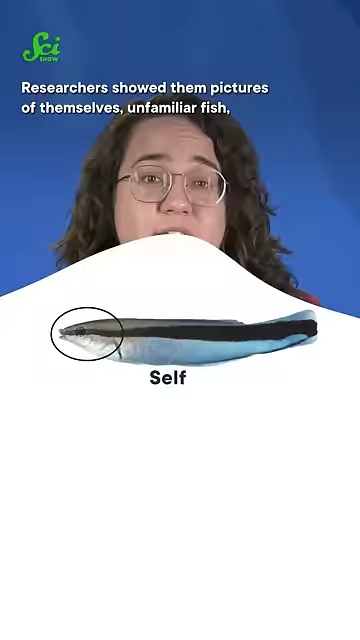 Sci
SHOW
Researchers showed them pictures
of themselves, unfamiliar fish,
Self